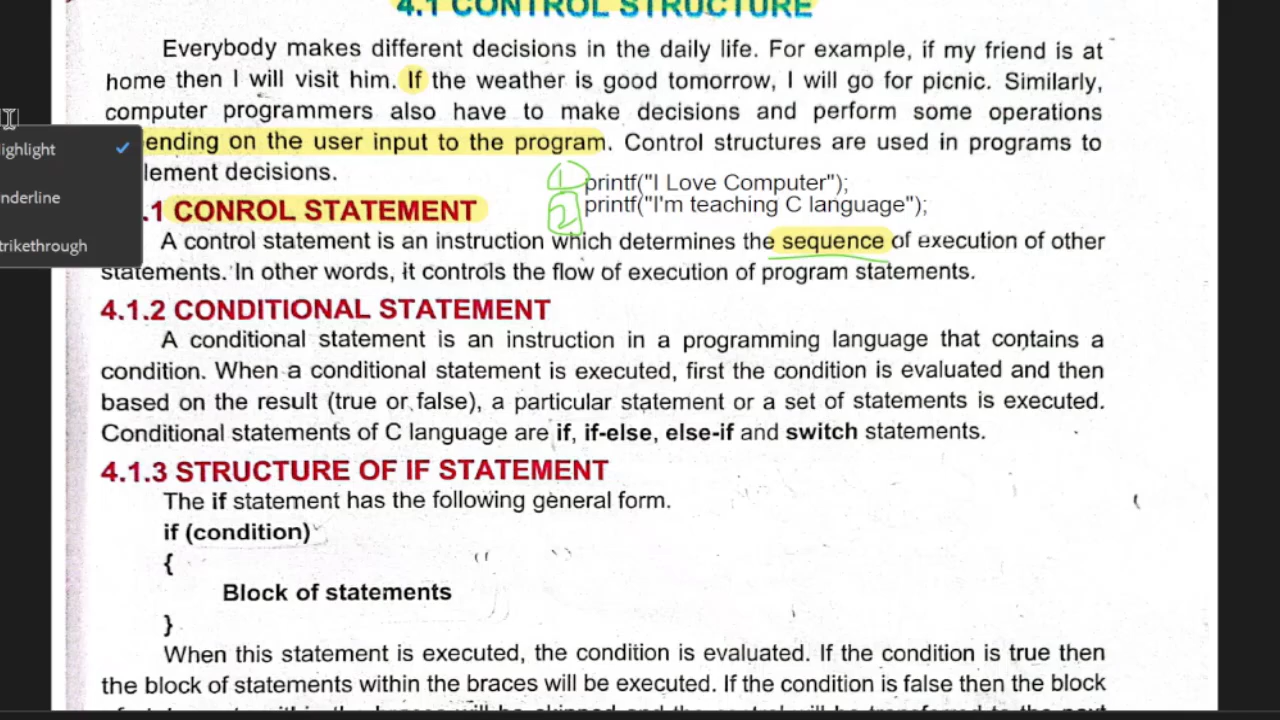 4.1 CONTROL STRUCTURE
Everybody makes different decisions in the daily life. For example, if my friend is at
home then I will visit him. If the weather is good tomorrow, I will go for picnic. Similarly,
computer programmers also have to make decisions and perform some operations
ending on the user input to the program. Control structures are used in programs to
lement decisions.
ighlight
nderline
trikethrough
1 printf("I Love Computer");
2 printf("I'm teaching C language");
.1 CONROL STATEMENT
A control statement is an instruction which determines the sequence of execution of other
statements. In other words, it controls the flow of execution of program statements.
4.1.2 CONDITIONAL STATEMENT
A conditional statement is an instruction in a programming language that contains a
condition. When a conditional statement is executed, first the condition is evaluated and then
based on the result (true or false), a particular statement or a set of statements is executed.
Conditional statements of C language are if, if-else, else-if and switch statements.
4.1.3 STRUCTURE OF IF STATEMENT
The if statement has the following general form.
if (condition)
{
Block of statements
}
When this statement is executed, the condition is evaluated. If the condition is true then
the block of statements within the braces will be executed. If the condition is false then the block